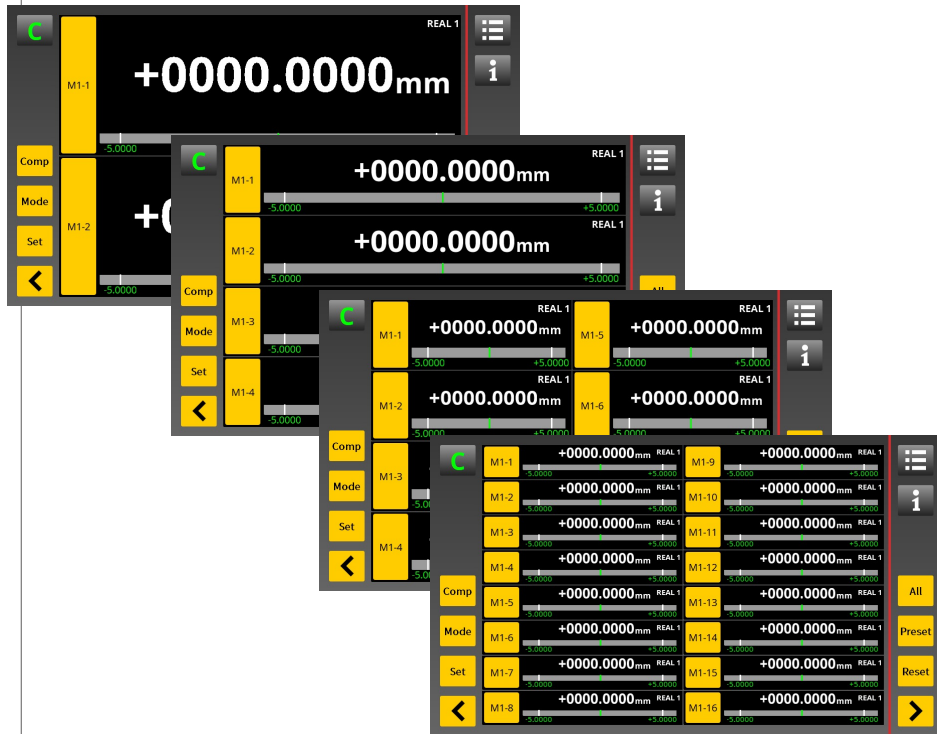 C
REAL 1
M1-1
+0000.0000mm
i
-5.0000
Comp
Mode
M1-2
+0
Set
-5.0000
C
REAL 1
M1-1
+0000.0000mm
-5.0000 +5.0000
i
REAL 1
M1-2
+0000.0000mm
-5.0000 +5.0000
Comp
All
M1-3
Mode
-5.0000
Set
M1-4
-5.0000
C
REAL 1 REAL 1
M1-1 +0000.0000mm M1-5 +0000.0000mm
-5.0000 +5.0000 -5.0000 +5.0000
i
REAL 1 REAL 1
M1-2 +0000.0000mm M1-6 +0000.0000mm
-5.0000 +5.0000 -5.0000 +5.0000
Comp
M1-3
Mode
-5.0
Set
M1-4
-5.0
C
M1-1 +0000.0000mm REAL 1 M1-9 +0000.0000mm REAL 1
-5.0000 +5.0000 -5.0000 +5.0000
i
M1-2 +0000.0000mm REAL 1 M1-10 +0000.0000mm REAL 1
-5.0000 +5.0000 -5.0000 +5.0000
M1-3 +0000.0000mm REAL 1 M1-11 +0000.0000mm REAL 1
-5.0000 +5.0000 -5.0000 +5.0000
M1-4 +0000.0000mm REAL 1 M1-12 +0000.0000mm REAL 1
-5.0000 +5.0000 -5.0000 +5.0000
Comp All
M1-5 +0000.0000mm REAL 1 M1-13 +0000.0000mm REAL 1
-5.0000 +5.0000 -5.0000 +5.0000
Mode Preset
M1-6 +0000.0000mm REAL 1 M1-14 +0000.0000mm REAL 1
-5.0000 +5.0000 -5.0000 +5.0000
Set Reset
M1-7 +0000.0000mm REAL 1 M1-15 +0000.0000mm REAL 1
-5.0000 +5.0000 -5.0000 +5.0000
M1-8 +0000.0000mm REAL 1 M1-16 +0000.0000mm REAL 1
-5.0000 +5.0000 -5.0000 +5.0000